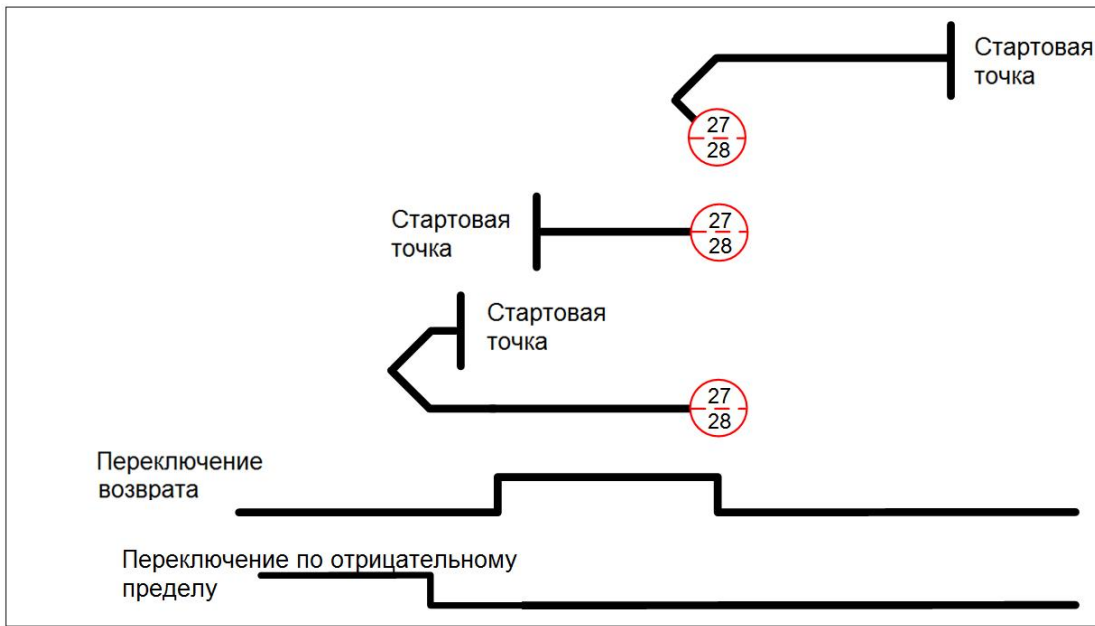 Стартовая
точка
27
28
Стартовая
точка
27
28
Стартовая
точка
27
28
Переключение
возврата
Переключение по отрицательному
пределу